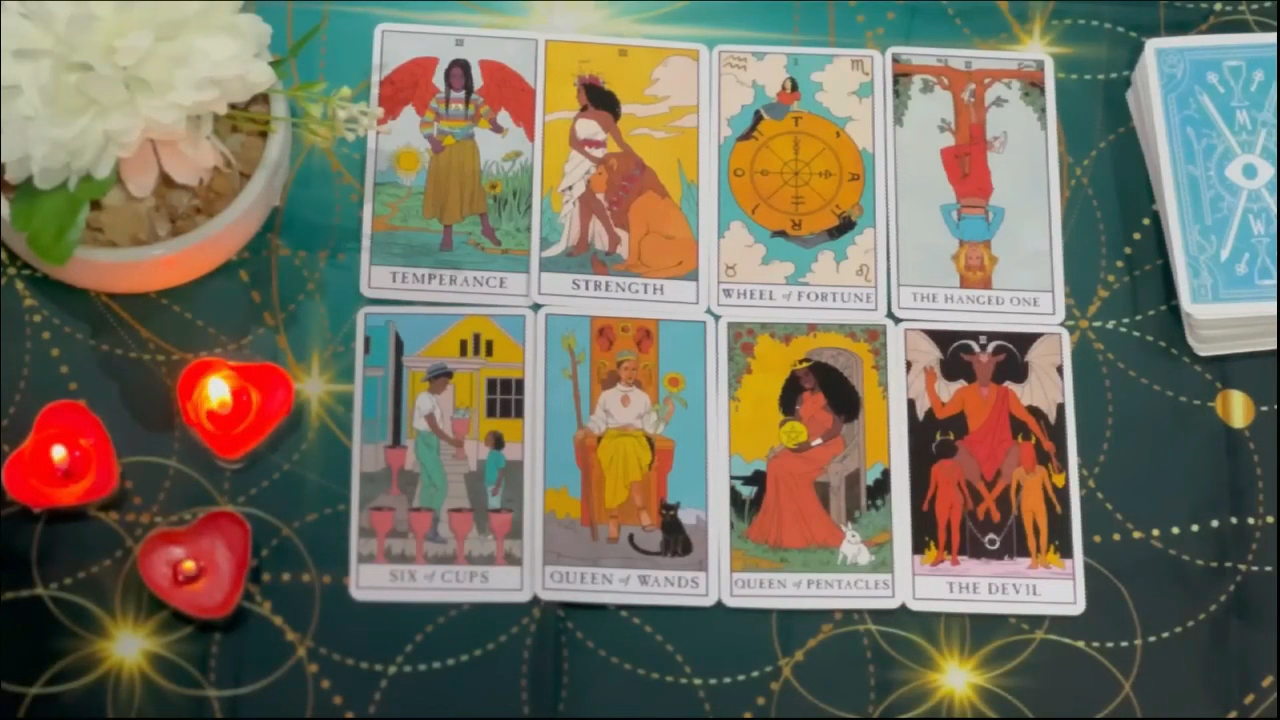 TEMPERANCE
STRENGTH
WHEEL of FORTUNE
THE HANGED ONE
SIX of CUPS
QUEEN of WANDS
QUEEN of PENTACLES
THE DEVIL
T
A
R
O
M
W